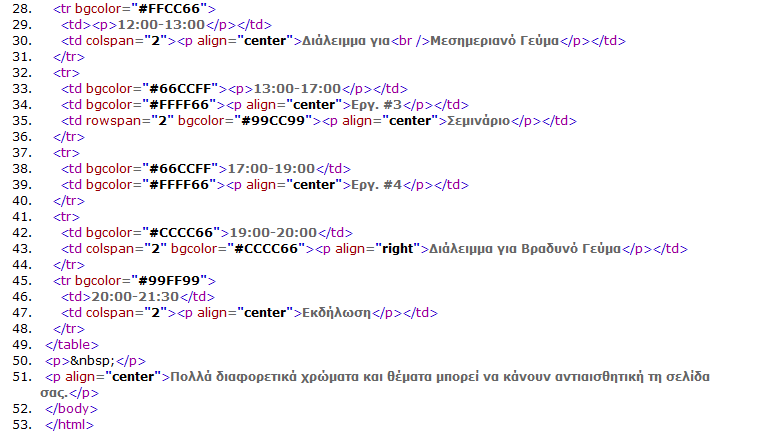 28. <tr bgcolor="#FFCC66">
29. <td><p>12:00-13:00</p></td>
30. <td colspan="2"><p align="center">Διάλειμμα για<br />Μεσημεριανό Γεύμα</p></td>
31. </tr>
32. <tr>
33. <td bgcolor="#66CCFF"><p>13:00-17:00</p></td>
34. <td bgcolor="#FFFF66"><p align="center">Εργ. #3</p></td>
35. <td rowspan="2" bgcolor="#99CC99"><p align="center">Σεμινάριο</p></td>
36. </tr>
37. <tr>
38. <td bgcolor="#66CCFF">17:00-19:00</td>
39. <td bgcolor="#FFFF66"><p align="center">Εργ. #4</p></td>
40. </tr>
41. <tr>
42. <td bgcolor="#CCCC66">19:00-20:00</td>
43. <td colspan="2" bgcolor="#CCCC66"><p align="right">Διάλειμμα για Βραδυνό Γεύμα</p></td>
44. </tr>
45. <tr bgcolor="#99FF99">
46. <td>20:00-21:30</td>
47. <td colspan="2"><p align="center">Εκδήλωση</p></td>
48. </tr>
49. </table>
50. <p>&nbsp;</p>
51. <p align="center">Πολλά διαφορετικά χρώματα και θέματα μπορεί να κάνουν αντιαισθητική τη σελίδα
σας.</p>
52. </body>
53. </html>